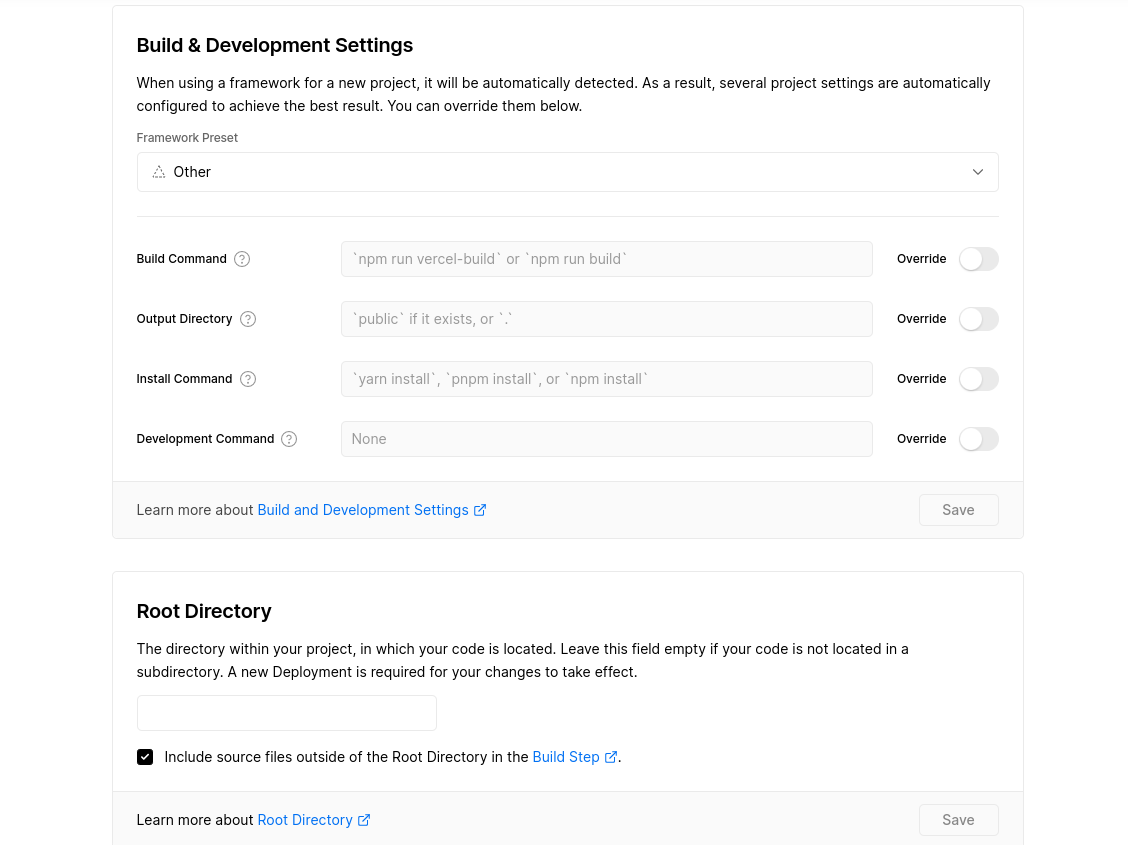 Build & Development Settings
When using a framework for a new project, it will be automatically detected. As a result, several project settings are automatically
configured to achieve the best result. You can override them below.
Framework Preset
Other
Build Command
`npm run vercel-build` or `npm run build`
Override
Output Directory
`public` if it exists, or `.`
Override
Install Command
`yarn install`, `pnpm install`, or `npm install`
Override
Development Command
None
Override
Learn more about Build and Development Settings
Save
Root Directory
The directory within your project, in which your code is located. Leave this field empty if your code is not located in a
subdirectory. A new Deployment is required for your changes to take effect.
Include source files outside of the Root Directory in the Build Step.
Learn more about Root Directory
Save